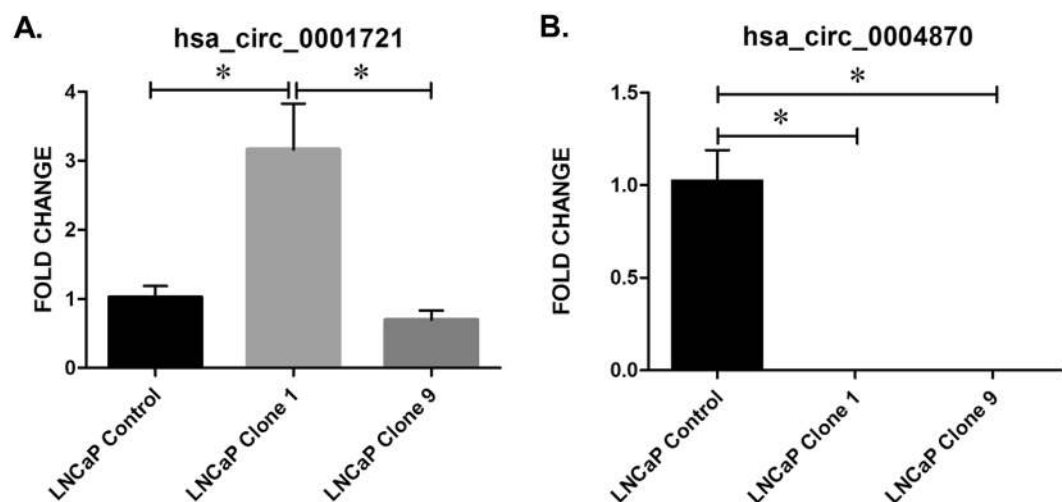 A.
hsa_circ_0001721
*
*
FOLD CHANGE
4
3
2
1
0
LNCaP Control
LNCaP Clone 1
LNCaP Clone 9
B.
hsa_circ_0004870
*
*
FOLD CHANGE
1.5
1.0
0.5
0.0
LNCaP Control
LNCaP Clone 1
LNCaP Clone 9